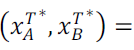 (x_A^{T^*}, x_B^{T^*}) =